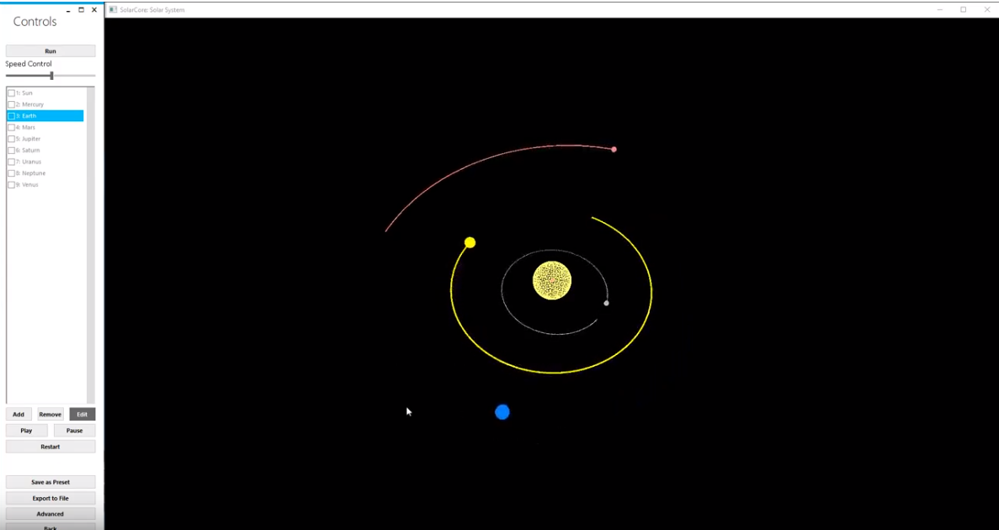 Controls
SolarCore: Solar System
Run
Speed Control
1: Sun
2: Mercury
3: Earth
4: Mars
5: Jupiter
6: Saturn
7: Uranus
8: Neptune
9: Venus
Add Remove Edit
Play Pause
Restart
Save as Preset
Export to File
Advanced
Back